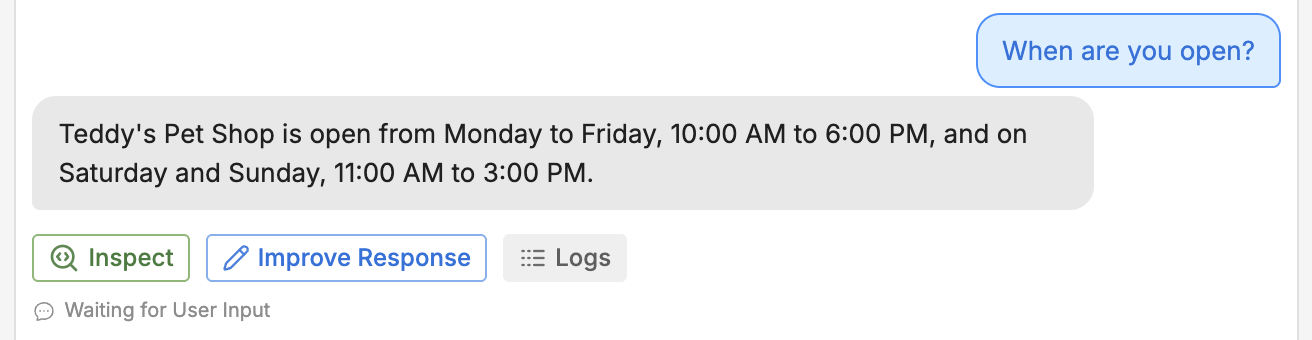 When are you open?
Teddy's Pet Shop is open from Monday to Friday, 10:00 AM to 6:00 PM, and on
Saturday and Sunday, 11:00 AM to 3:00 PM.
Inspect Improve Response Logs
Waiting for User Input